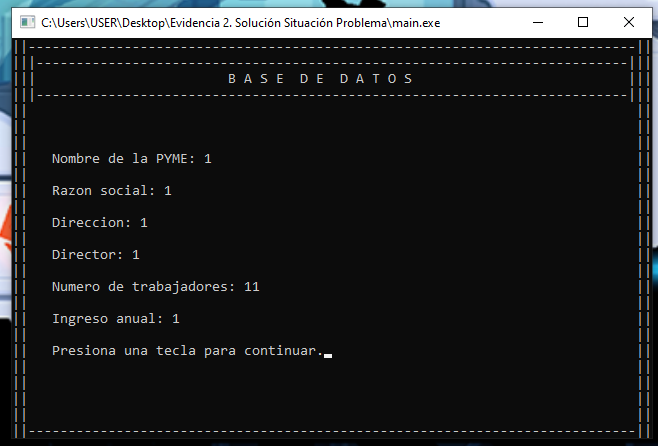 C:\Users\USER\Desktop\Evidencia 2. Solución Situación Problema\main.exe
B A S E  D E  D A T O S
Nombre de la PYME: 1
Razon social: 1
Direccion: 1
Director: 1
Numero de trabajadores: 11
Ingreso anual: 1
Presiona una tecla para continuar.